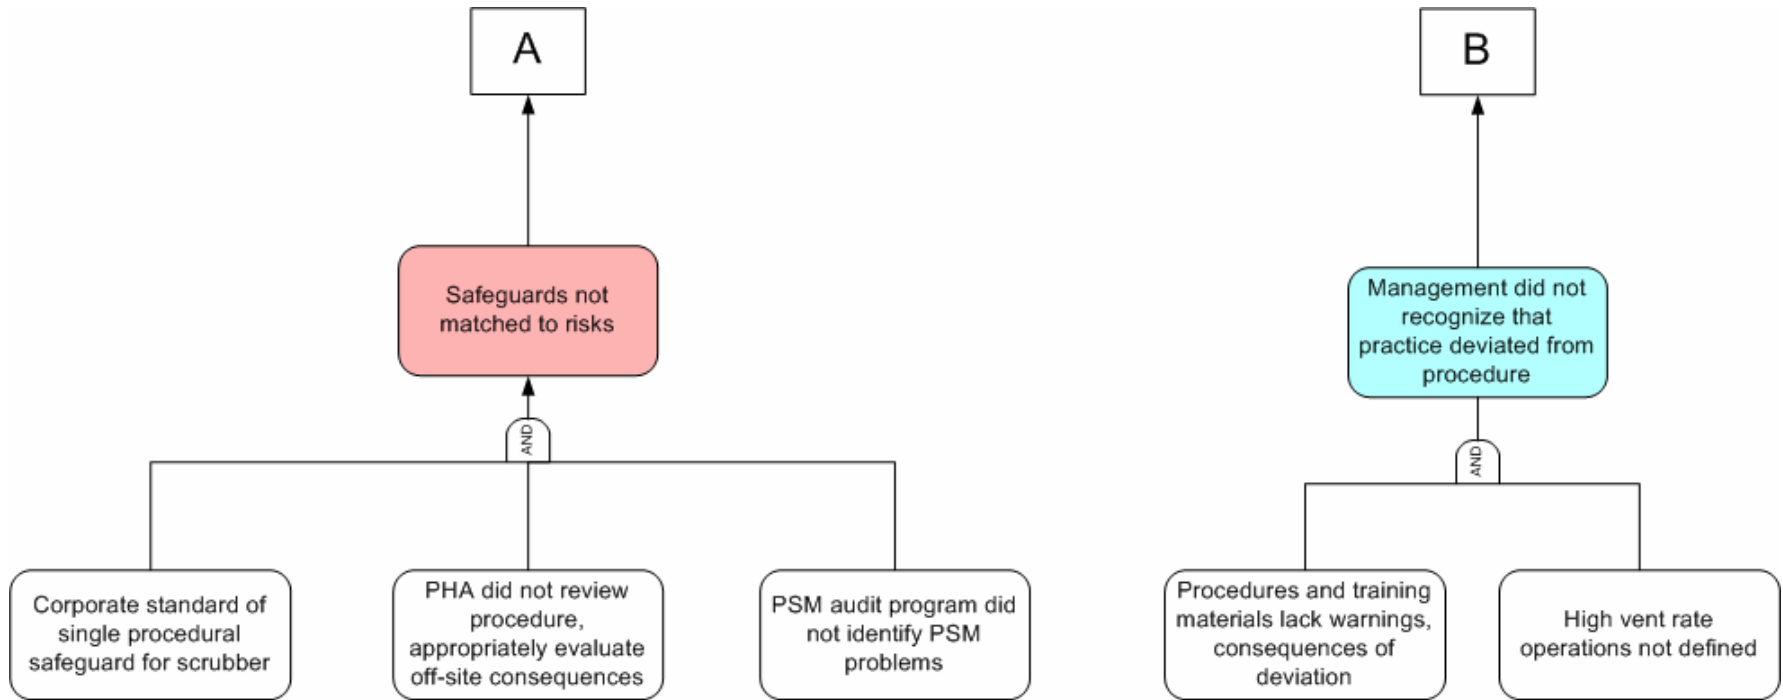 A
B
Safeguards not
matched to risks
Management did not
recognize that
practice deviated from
procedure
AND
AND
Corporate standard of
single procedural
safeguard for scrubber
PHA did not review
procedure,
appropriately evaluate
off-site consequences
PSM audit program did
not identify PSM
problems
Procedures and training
materials lack warnings,
consequences of
deviation
High vent rate
operations not defined